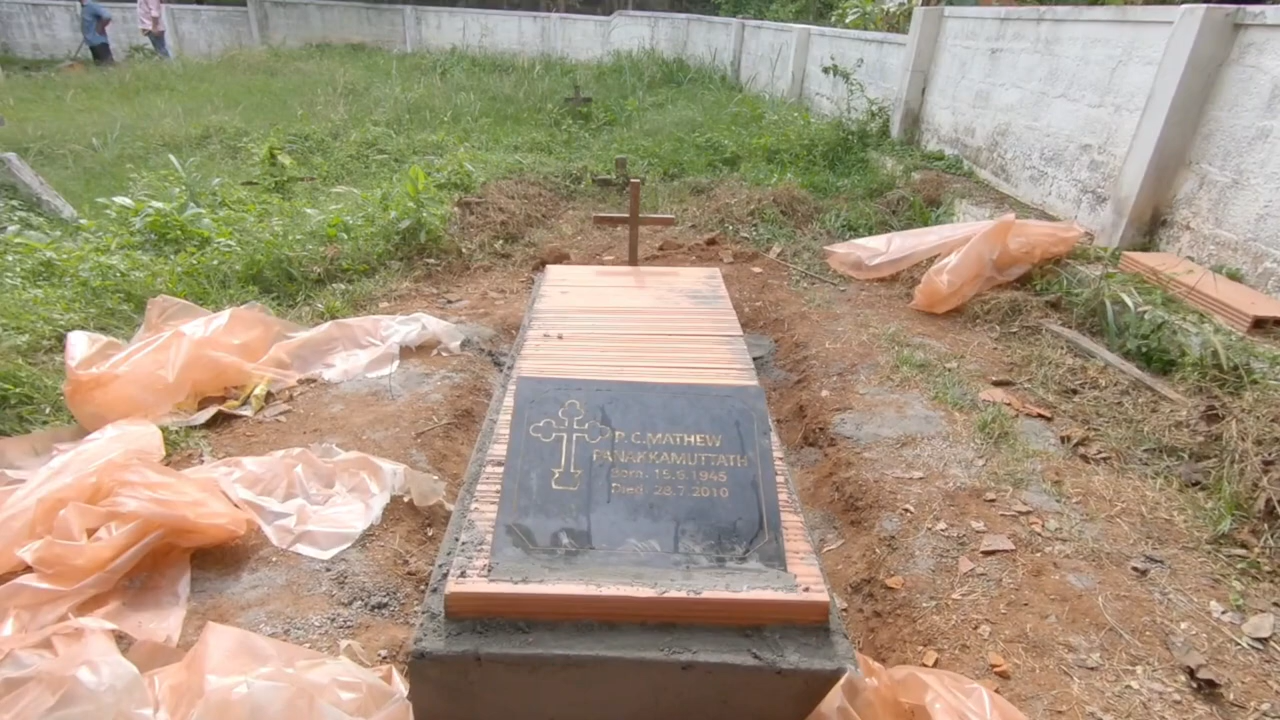 P. C. MATHEW
PANAKKAMUTTATH
Born. 15.6.1945
Died. 28.7.2010